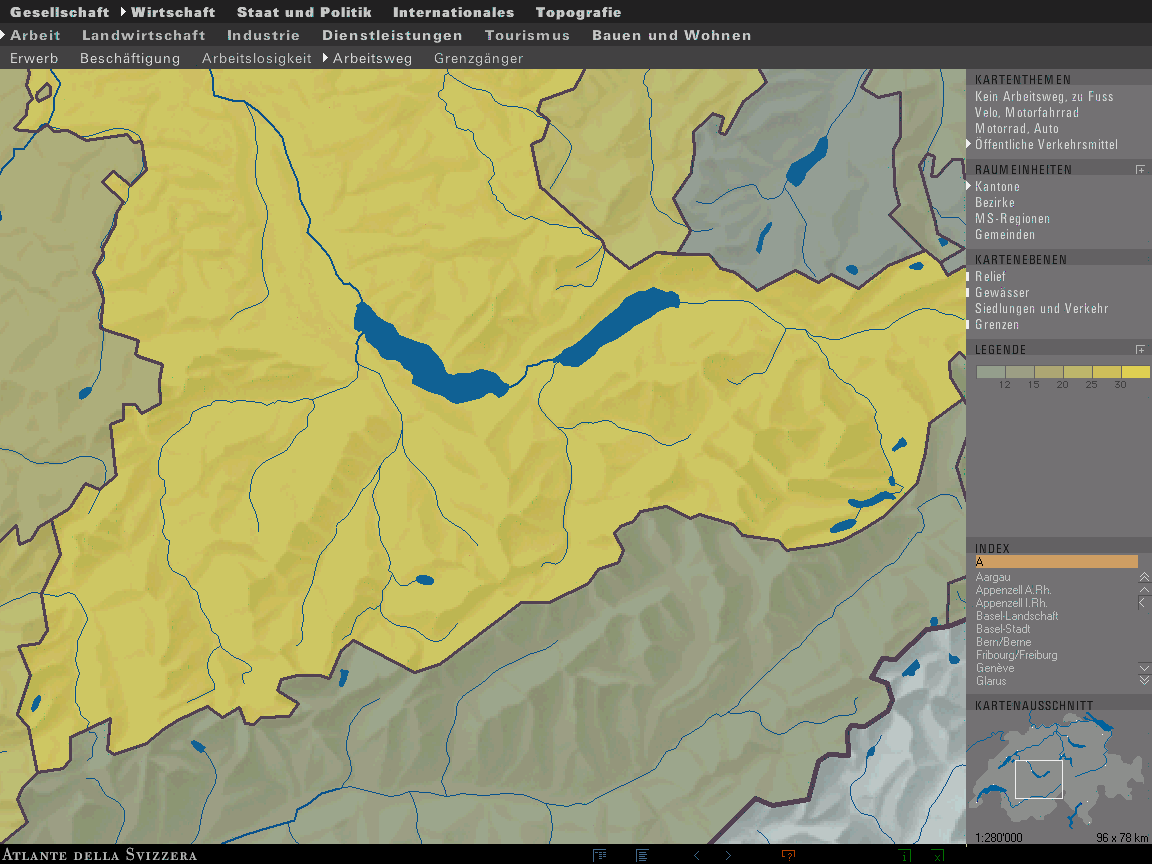 Gesellschaft Wirtschaft Staat und Politik Internationales Topografie
Arbeit Landwirtschaft Industrie Dienstleistungen Tourismus Bauen und Wohnen
Erwerb Beschäftigung Arbeitslosigkeit Arbeitsweg Grenzgänger
KARTENTHEMEN
Kein Arbeitsweg, zu Fuss
Velo, Motorfahrrad
Motorrad, Auto
Öffentliche Verkehrsmittel
RAUMEINHEITEN
Kantone
Bezirke
MS-Regionen
Gemeinden
KARTENEBENEN
Relief
Gewässer
Siedlungen und Verkehr
Grenzen
LEGENDE
12 15 20 25 30
INDEX
A
Aargau
Appenzell A.Rh.
Appenzell I.Rh.
Basel-Landschaft
Basel-Stadt
Bern/Berne
Fribourg/Freiburg
Genève
Glarus
KARTENAUSSCHNITT
1:280'000 96 x 78 km
ATLANTE DELLA SVIZZERA